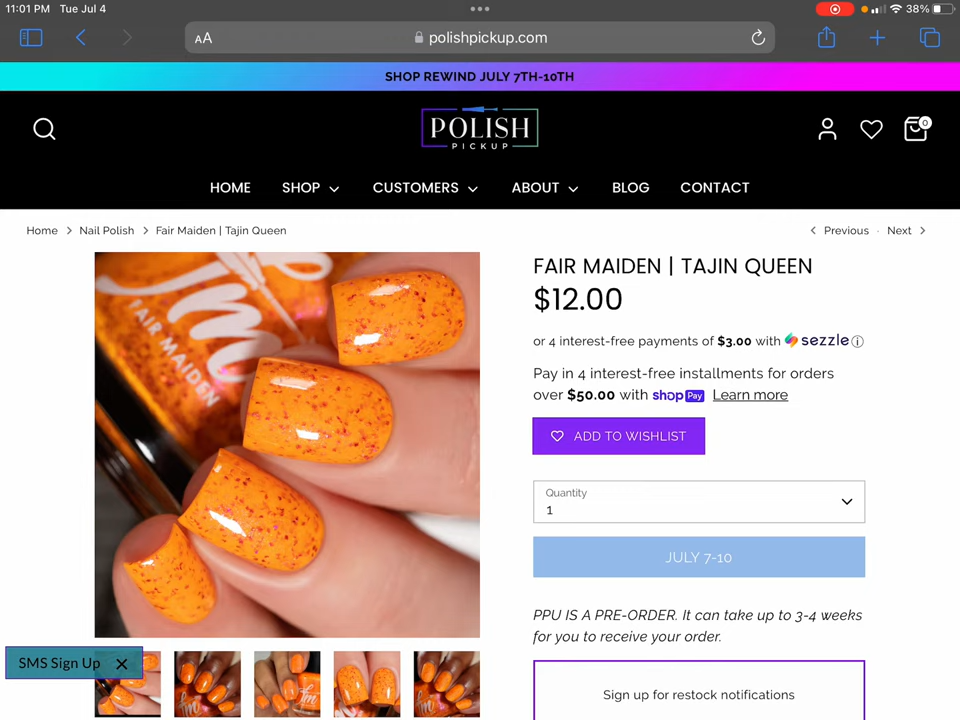 11:01 PM Tue Jul 4
38%
AA
polishpickup.com
SHOP REWIND JULY 7TH-10TH
POLISH
PICKUP
0
HOME SHOP CUSTOMERS ABOUT BLOG CONTACT
Home > Nail Polish > Fair Maiden | Tajin Queen
< Previous · Next >
fm
FAIR MAIDEN
FAIR MAIDEN | TAJIN QUEEN
$12.00
or 4 interest-free payments of $3.00 with sezzle
Pay in 4 interest-free installments for orders
over $50.00 with shop Pay Learn more
ADD TO WISHLIST
Quantity
1
JULY 7-10
PPU IS A PRE-ORDER. It can take up to 3-4 weeks
for you to receive your order.
SMS Sign Up
Sign up for restock notifications